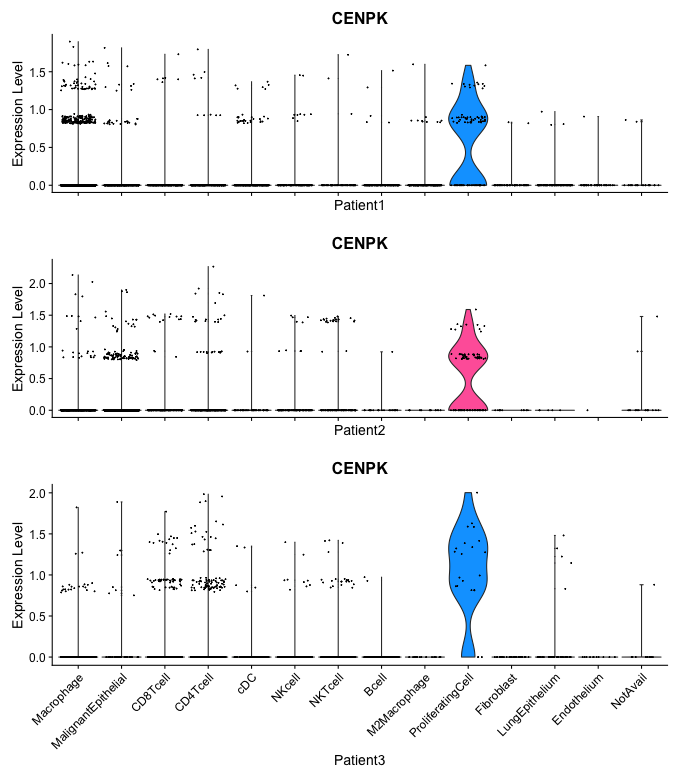 CENPK
Expression Level
1.5
1.0
0.5
0.0
Patient1
CENPK
Expression Level
2.0
1.5
1.0
0.5
0.0
Patient2
CENPK
Expression Level
2.0
1.5
1.0
0.5
0.0
Macrophage
MalignantEpithelial
CD8Tcell
CD4Tcell
cDC
NKcell
NKTcell
Bcell
M2Macrophage
ProliferatingCell
Fibroblast
LungEpithelium
Endothelium
NotAvail
Patient3